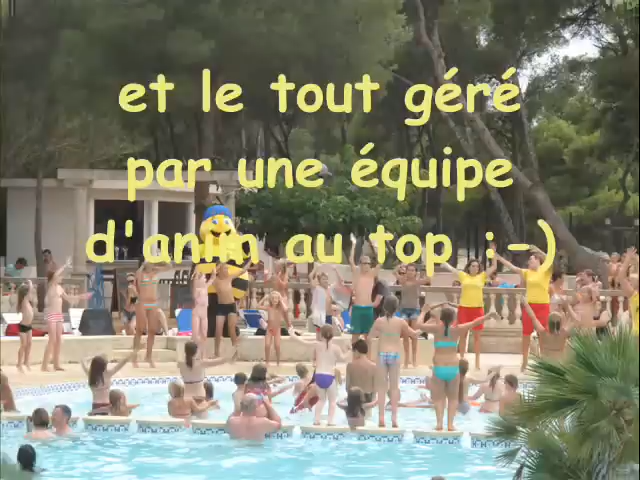 et le tout géré
par une équipe
d'anim au top :-)